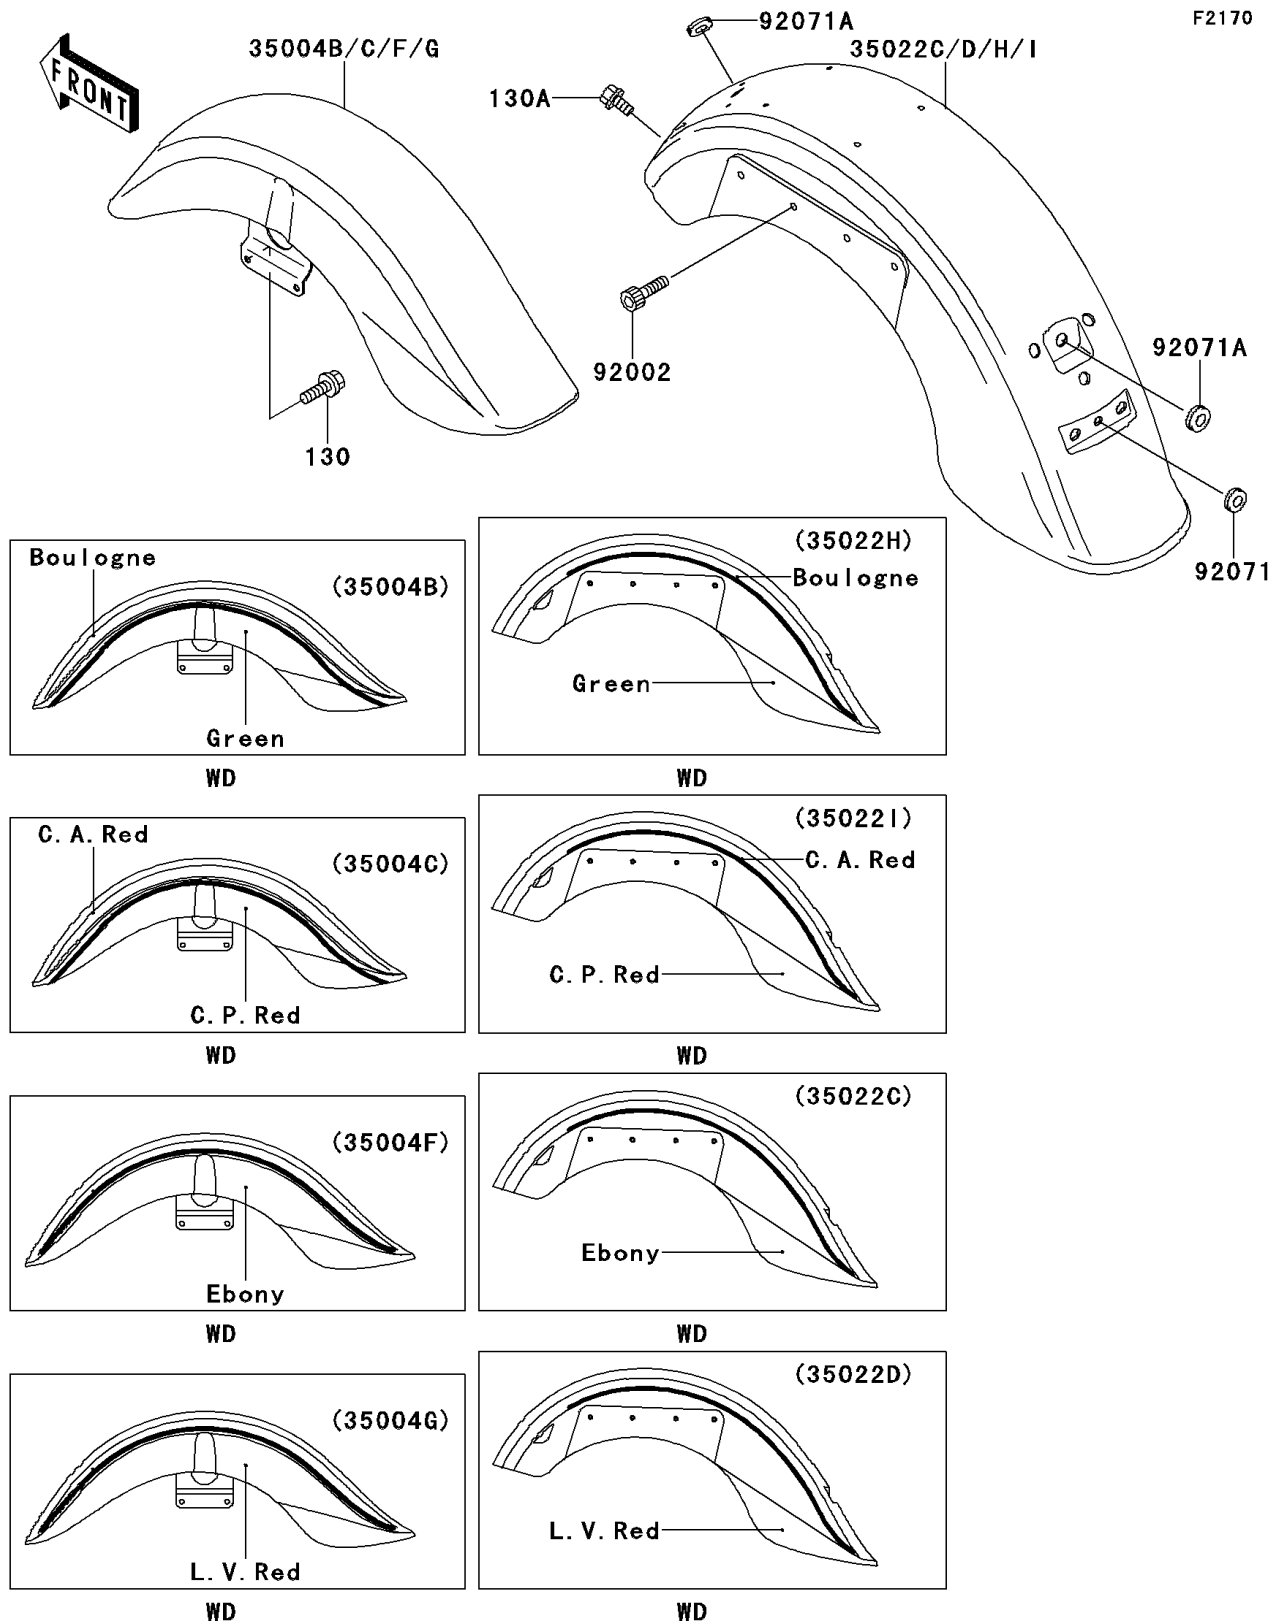 F2170
92071A
35004B/C/F/G
35022C/D/H/I
FRONT
130A
92002
92071A
130
92071
Boulogne
(35004B)
Green
WD
(35022H)
Boulogne
Green
WD
C.A.Red
(35004C)
C.P.Red
WD
(35022I)
C.A.Red
C.P.Red
WD
(35004F)
Ebony
WD
(35022C)
Ebony
WD
(35004G)
L.V.Red
WD
(35022D)
L.V.Red
WD